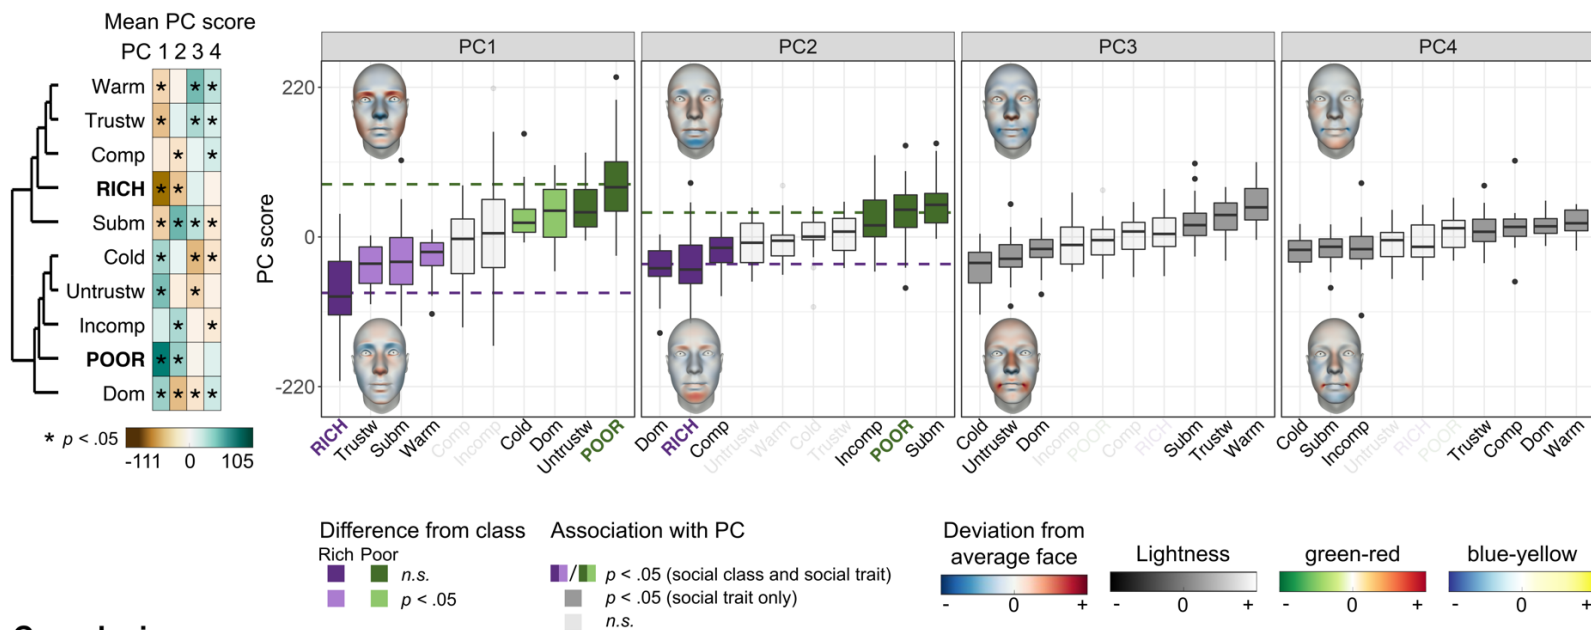 Mean PC score
PC 1 2 3 4
Warm * * *
Trustw * * *
Comp * *
RICH * *
Subm * * * *
Cold * * *
Untrustw * *
Incomp * *
POOR * *
Dom * * * *
* p < .05
-111 0 105
PC score
220
0
-220
PC1
PC2
PC3
PC4
RICH Trustw Subm Warm Comp Incomp Cold Dom Untrustw POOR
Dom RICH Comp Untrustw Warm Cold Trustw Incomp POOR Subm
Cold Untrustw Dom Incomp POOR Comp RICH Subm Trustw Warm
Cold Subm Incomp Untrustw RICH POOR Trustw Comp Dom Warm
Difference from class
Rich Poor
n.s.
p < .05
Association with PC
/ p < .05 (social class and social trait)
p < .05 (social trait only)
n.s.
Deviation from
average face
- 0 +
Lightness
- 0 +
green-red
- 0 +
blue-yellow
- 0 +